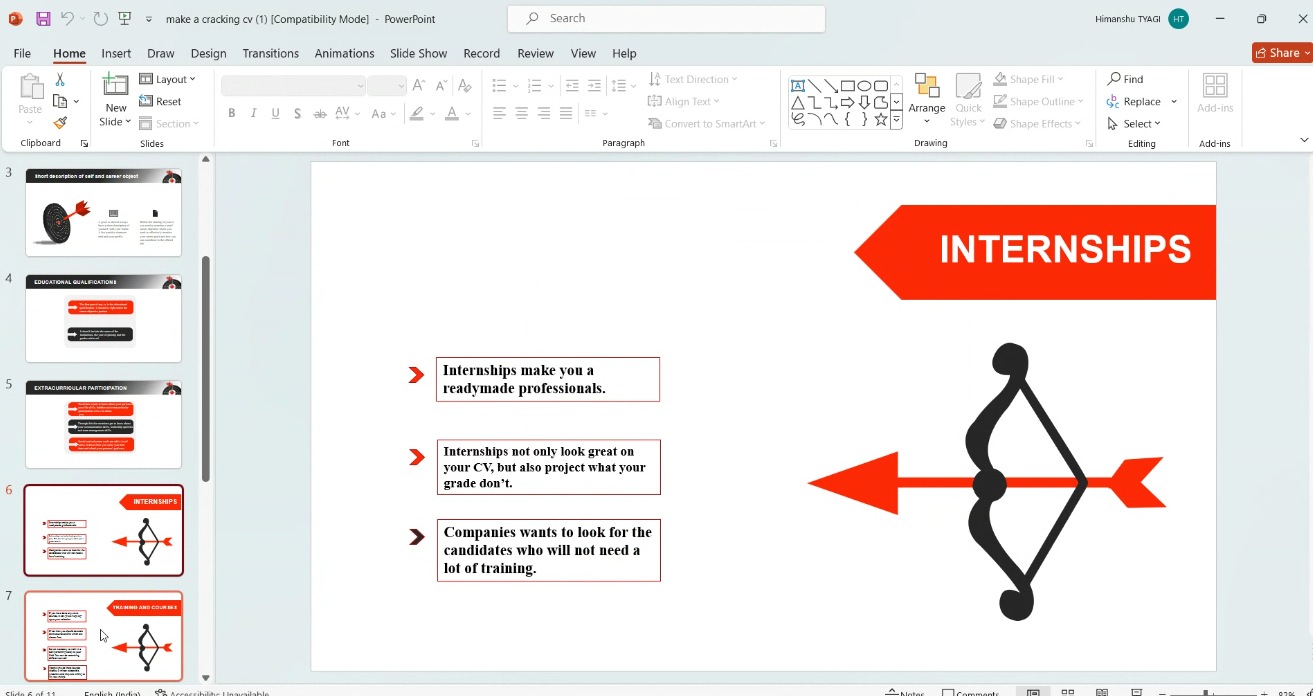 make a cracking cv (1) [Compatibility Mode] - PowerPoint
Search
Himanshu TYAGI
HT
File Home Insert Draw Design Transitions Animations Slide Show Record Review View Help
Share
Paste
Clipboard
New Slide
Layout
Reset
Section
Slides
B I U S ab AV Aa A A
Font
Text Direction
Align Text
Convert to SmartArt
Paragraph
Arrange
Quick Styles
Shape Fill
Shape Outline
Shape Effects
Drawing
Find
Replace
Select
Editing
Add-ins
Add-ins
3
Short description of self and career object
4
EDUCATIONAL QUALIFICATIONS
5
EXTRACURRICULAR PARTICIPATION
6
INTERNSHIPS
7
TRAINING AND COURSES
INTERNSHIPS
Internships make you a
readymade professionals.
Internships not only look great on
your CV, but also project what your
grade don't.
Companies wants to look for the
candidates who will not need a
lot of training.
Slide 6 of 11 English (India) Accessibility: Unavailable Notes Comments 82%